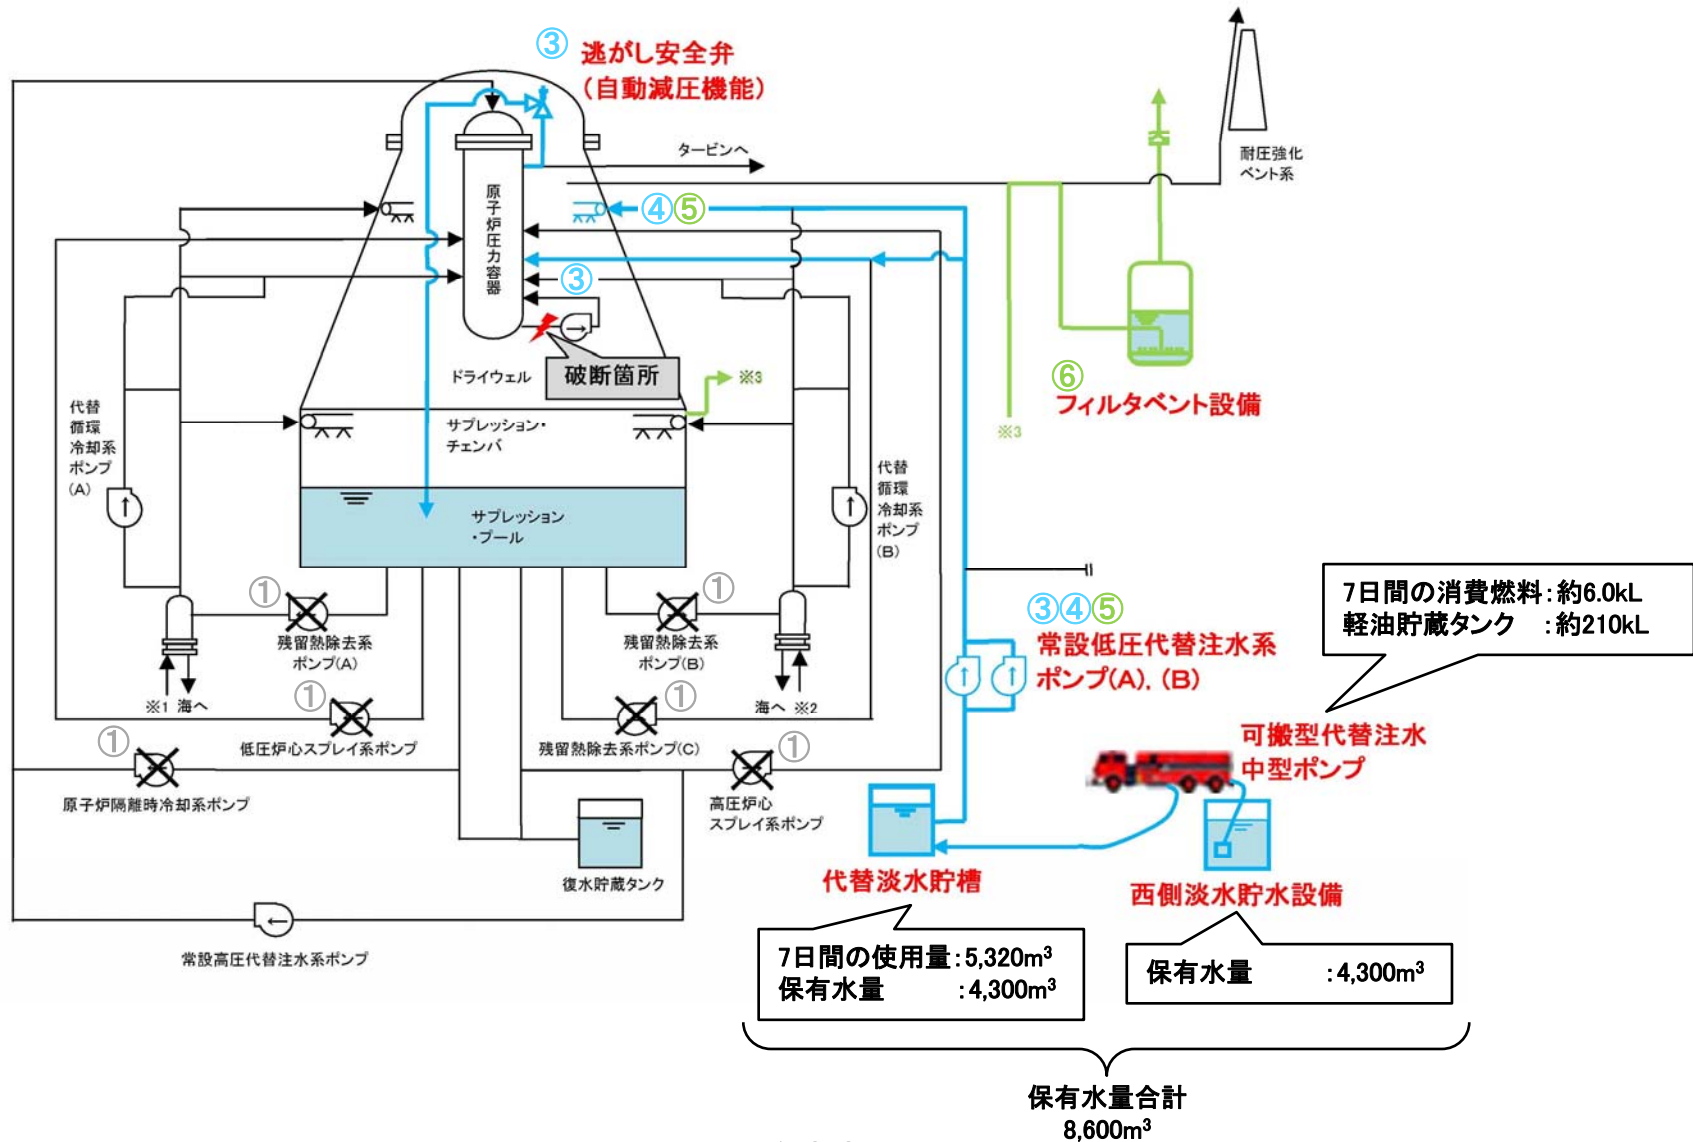 ③ 逃がし安全弁
(自動減圧機能)
タービンへ
耐圧強化
ベント系
原子炉圧力容器
④⑤
③
破断箇所
ドライウェル
※3
⑥
フィルタベント設備
※3
代替
循環
冷却系
ポンプ
(A)
サプレッション・
チェンバ
代替
循環
冷却系
ポンプ
(B)
サプレッション
・プール
①
残留熱除去系
ポンプ(A)
①
残留熱除去系
ポンプ(B)
③④⑤
常設低圧代替注水系
ポンプ(A), (B)
7日間の消費燃料:約6.0kL
軽油貯蔵タンク :約210kL
※1 海へ
海へ ※2
①
低圧炉心スプレイ系ポンプ
①
残留熱除去系ポンプ(C)
①
原子炉隔離時冷却系ポンプ
①
高圧炉心
スプレイ系ポンプ
可搬型代替注水
中型ポンプ
復水貯蔵タンク
代替淡水貯槽
西側淡水貯水設備
常設高圧代替注水系ポンプ
7日間の使用量:5,320m³
保有水量 :4,300m³
保有水量 :4,300m³
保有水量合計
8,600m³